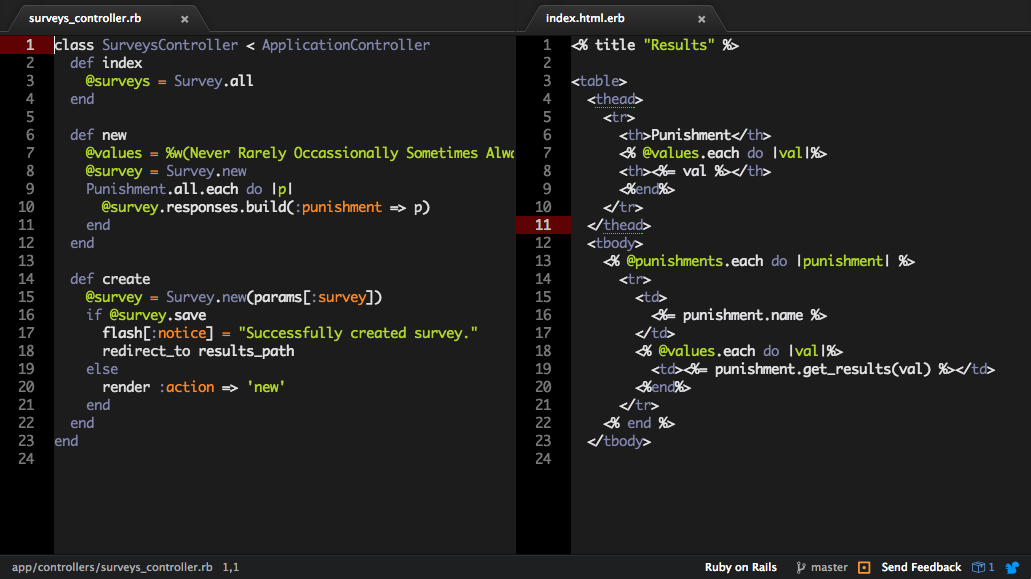 surveys_controller.rb ×
1 class SurveysController < ApplicationController
2   def index
3     @surveys = Survey.all
4   end
5
6   def new
7     @values = %w(Never Rarely Occassionally Sometimes
8     @survey = Survey.new
9     Punishment.all.each do |p|
10       @survey.responses.build(:punishment => p)
11     end
12   end
13
14   def create
15     @survey = Survey.new(params[:survey])
16     if @survey.save
17       flash[:notice] = "Successfully created survey."
18       redirect_to results_path
19     else
20       render :action => 'new'
21     end
22   end
23 end
24
index.html.erb ×
1 <% title "Results" %>
2
3 <table>
4   <thead>
5     <tr>
6       <th>Punishment</th>
7       <% @values.each do |val|%>
8       <th><%= val %></th>
9       <%end%>
10     </tr>
11   </thead>
12   <tbody>
13     <% @punishments.each do |punishment| %>
14       <tr>
15         <td>
16           <%= punishment.name %>
17         </td>
18         <% @values.each do |val|%>
19           <td><%= punishment.get_results(val) %></td>
20         <%end%>
21       </tr>
22     <% end %>
23   </tbody>
24
app/controllers/surveys_controller.rb 1,1 Ruby on Rails master Send Feedback 1